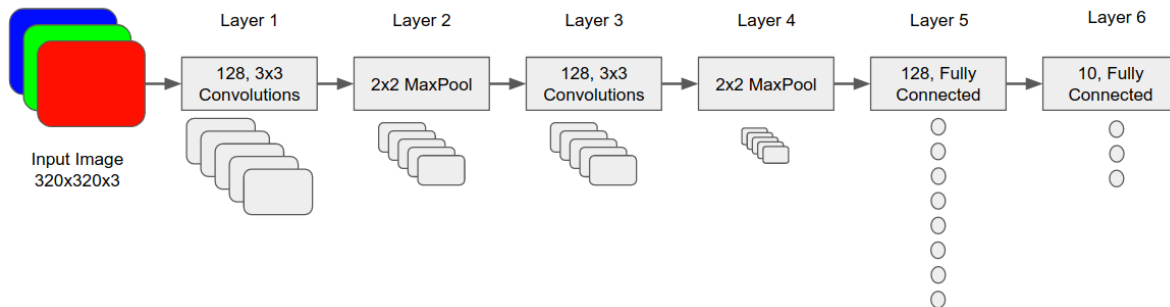 Layer 1
Layer 2
Layer 3
Layer 4
Layer 5
Layer 6
128, 3x3
Convolutions
2x2 MaxPool
128, 3x3
Convolutions
2x2 MaxPool
128, Fully
Connected
10, Fully
Connected
Input Image
320x320x3